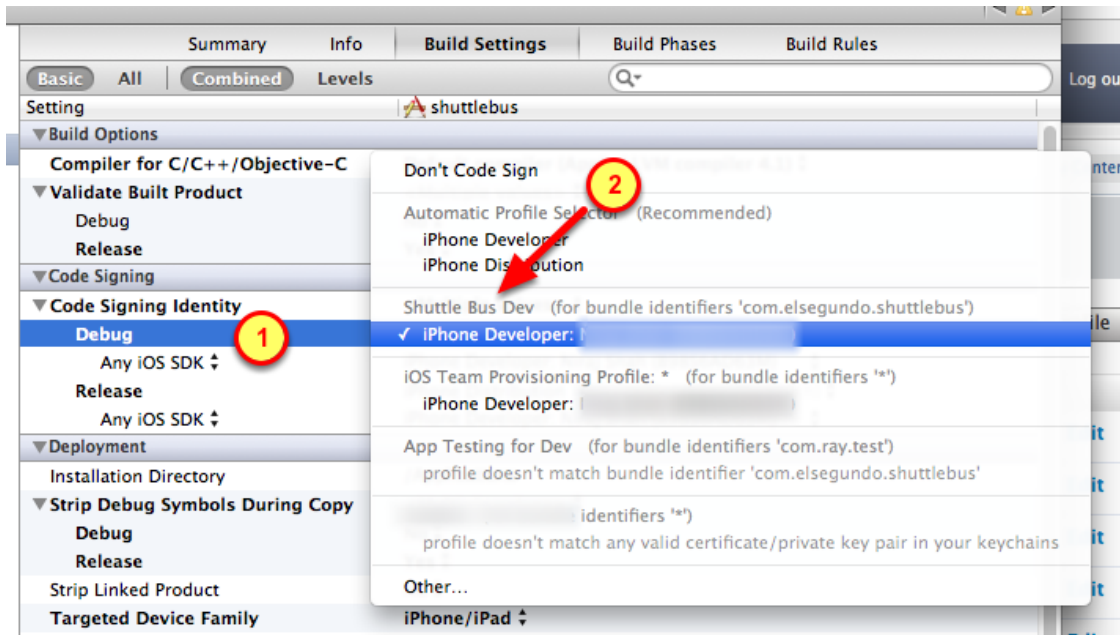 Summary Info Build Settings Build Phases Build Rules
Basic All Combined Levels
Log ou
Setting shuttlebus
Build Options
Compiler for C/C++/Objective-C
Validate Built Product
Debug
Release
Code Signing
Code Signing Identity
Debug
1
Any iOS SDK
Release
Any iOS SDK
Deployment
Installation Directory
Strip Debug Symbols During Copy
Debug
Release
Strip Linked Product
Targeted Device Family iPhone/iPad
Don't Code Sign
2
Automatic Profile Selector (Recommended)
iPhone Developer
iPhone Distribution
Shuttle Bus Dev (for bundle identifiers 'com.elsegundo.shuttlebus')
✓ iPhone Developer:
iOS Team Provisioning Profile: * (for bundle identifiers '*')
iPhone Developer:
App Testing for Dev (for bundle identifiers 'com.ray.test')
profile doesn't match bundle identifier 'com.elsegundo.shuttlebus'
identifiers '*')
profile doesn't match any valid certificate/private key pair in your keychains
Other...
nter
ile
it
it
it
it